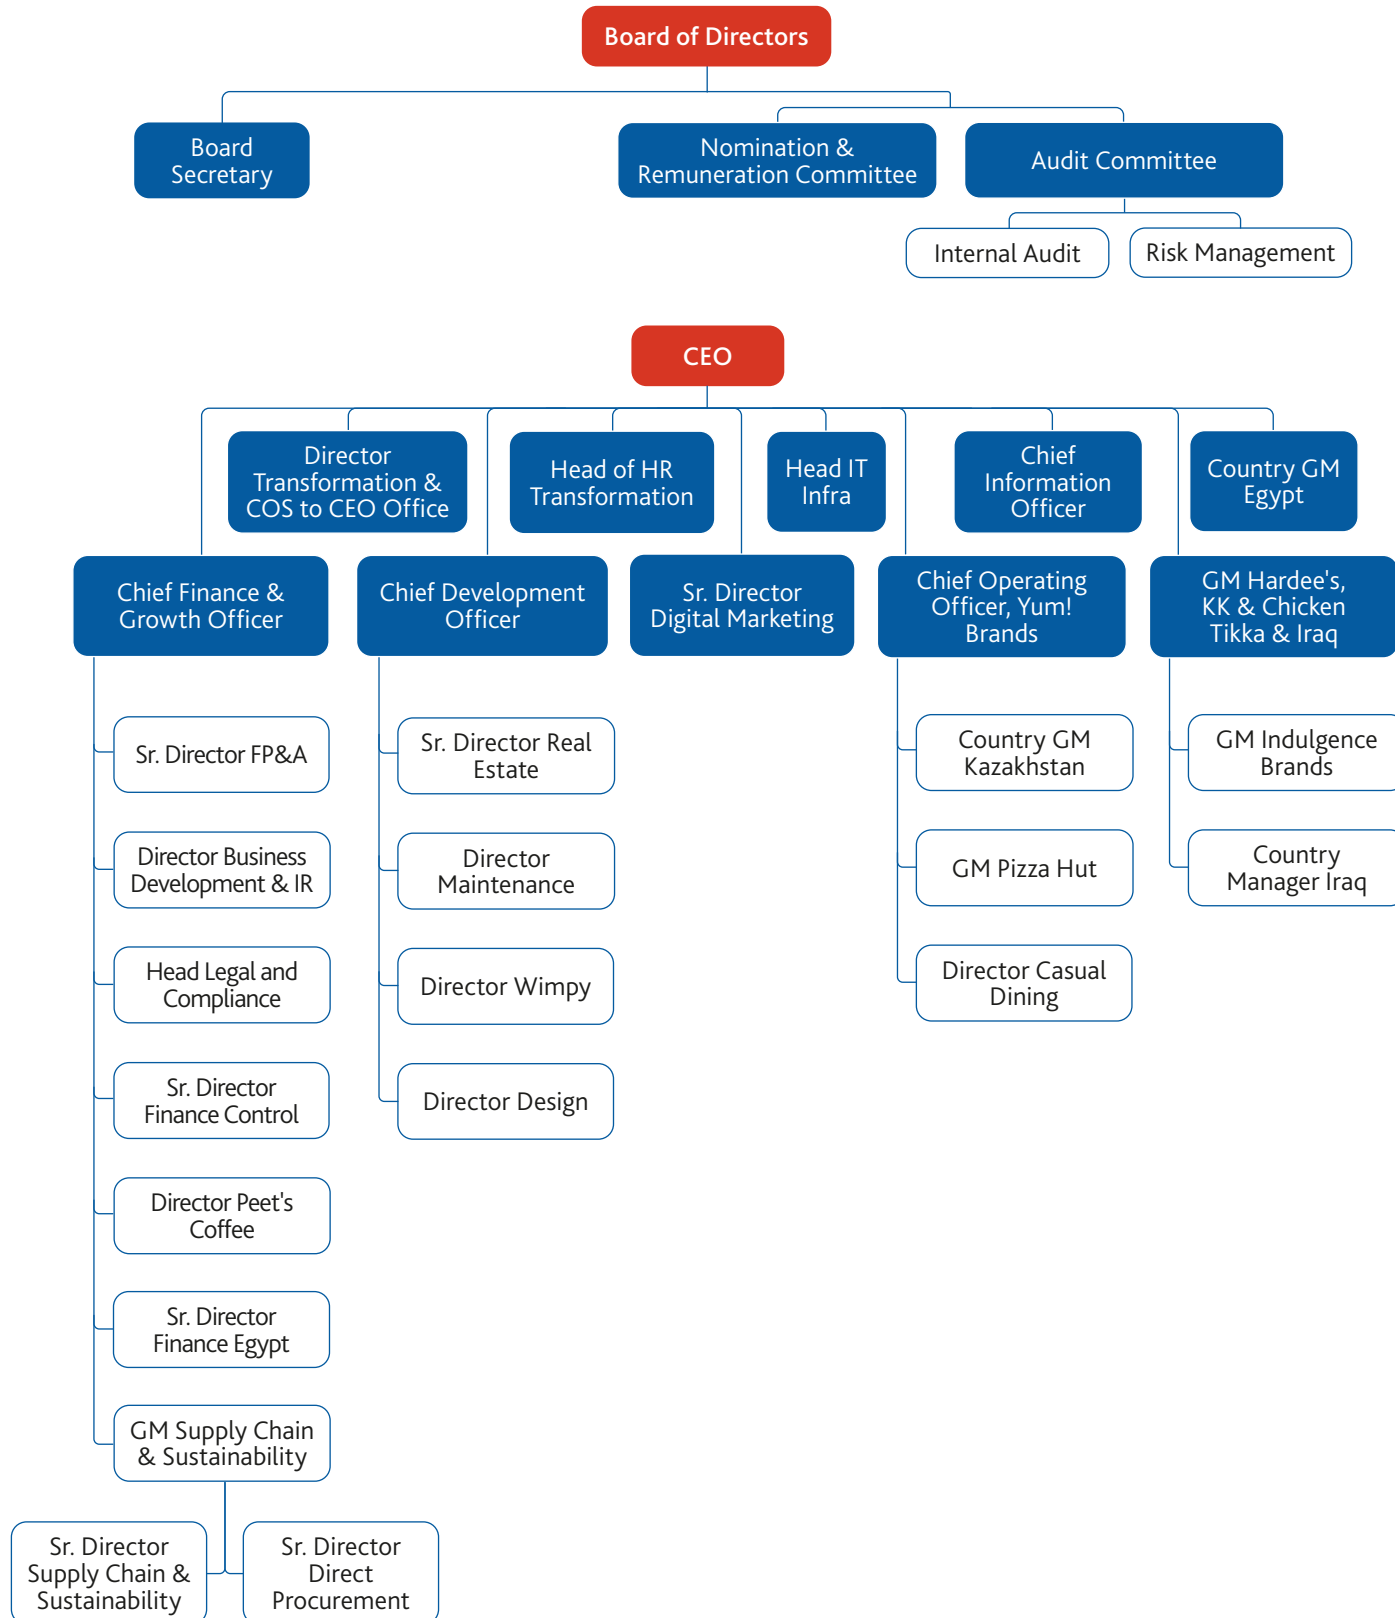 Board of Directors
Board
Secretary
Nomination &
Remuneration Committee
Audit Committee
Internal Audit
Risk Management
CEO
Director
Transformation &
COS to CEO Office
Head of HR
Transformation
Head IT
Infra
Chief
Information
Officer
Country GM
Egypt
Chief Finance &
Growth Officer
Chief Development
Officer
Sr. Director
Digital Marketing
Chief Operating
Officer, Yum!
Brands
GM Hardee's,
KK & Chicken
Tikka & Iraq
Sr. Director FP&A
Director Business
Development & IR
Head Legal and
Compliance
Sr. Director
Finance Control
Director Peet's
Coffee
Sr. Director
Finance Egypt
GM Supply Chain
& Sustainability
Sr. Director
Supply Chain &
Sustainability
Sr. Director
Direct
Procurement
Sr. Director Real
Estate
Director
Maintenance
Director Wimpy
Director Design
Country GM
Kazakhstan
GM Pizza Hut
Director Casual
Dining
GM Indulgence
Brands
Country
Manager Iraq